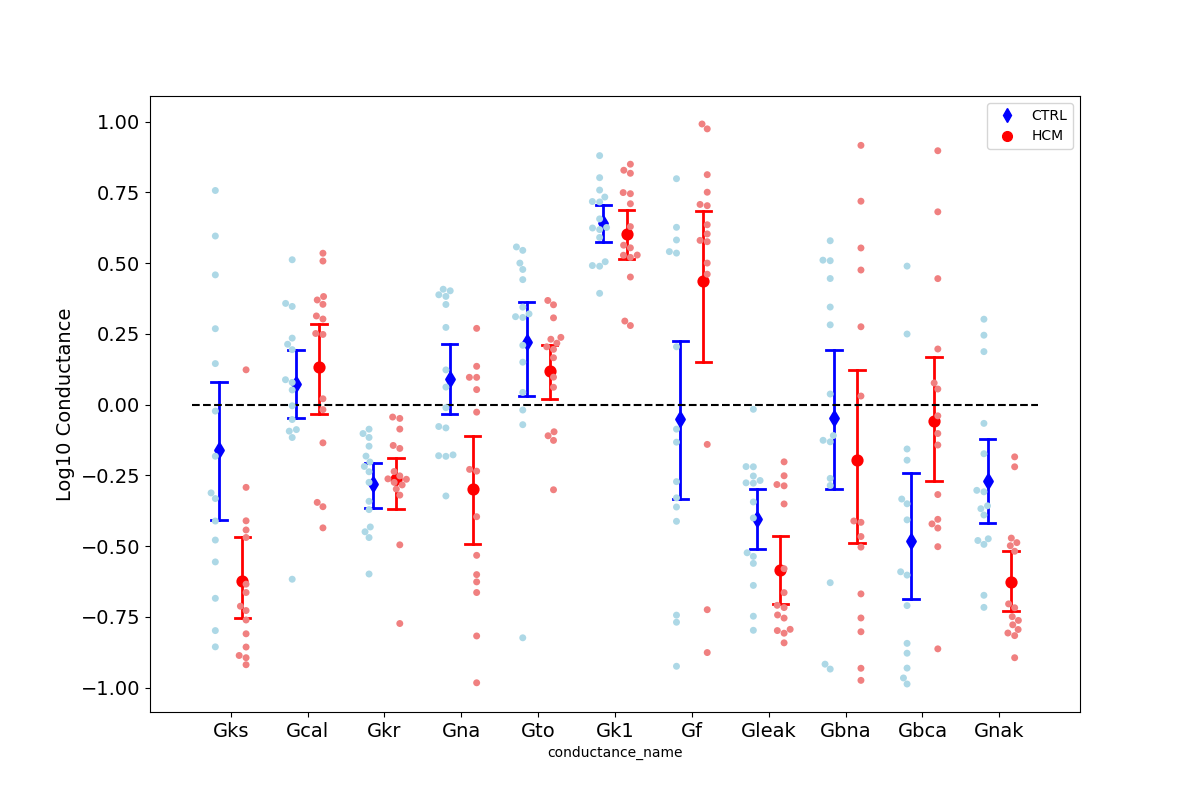 CTRL
HCM
Log10 Conductance
1.00
0.75
0.50
0.25
0.00
−0.25
−0.50
−0.75
−1.00
Gks Gcal Gkr Gna Gto Gk1 Gf Gleak Gbna Gbca Gnak
conductance_name